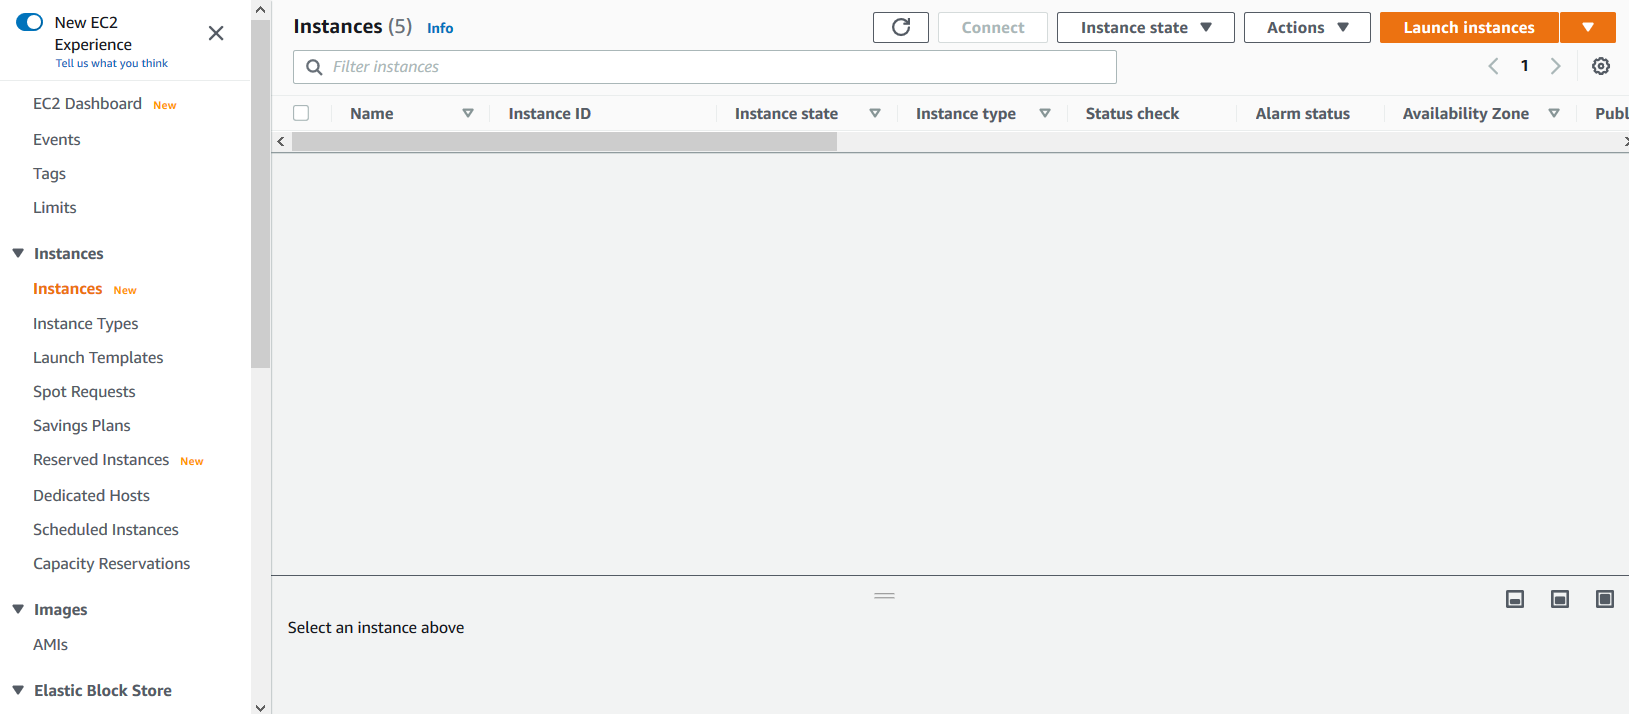 New EC2
Experience
Tell us what you think
EC2 Dashboard New
Events
Tags
Limits
Instances
Instances New
Instance Types
Launch Templates
Spot Requests
Savings Plans
Reserved Instances New
Dedicated Hosts
Scheduled Instances
Capacity Reservations
Images
AMIs
Elastic Block Store
Instances (5) Info
Connect
Instance state
Actions
Launch instances
Filter instances
1
Name Instance ID Instance state Instance type Status check Alarm status Availability Zone Publ
Select an instance above